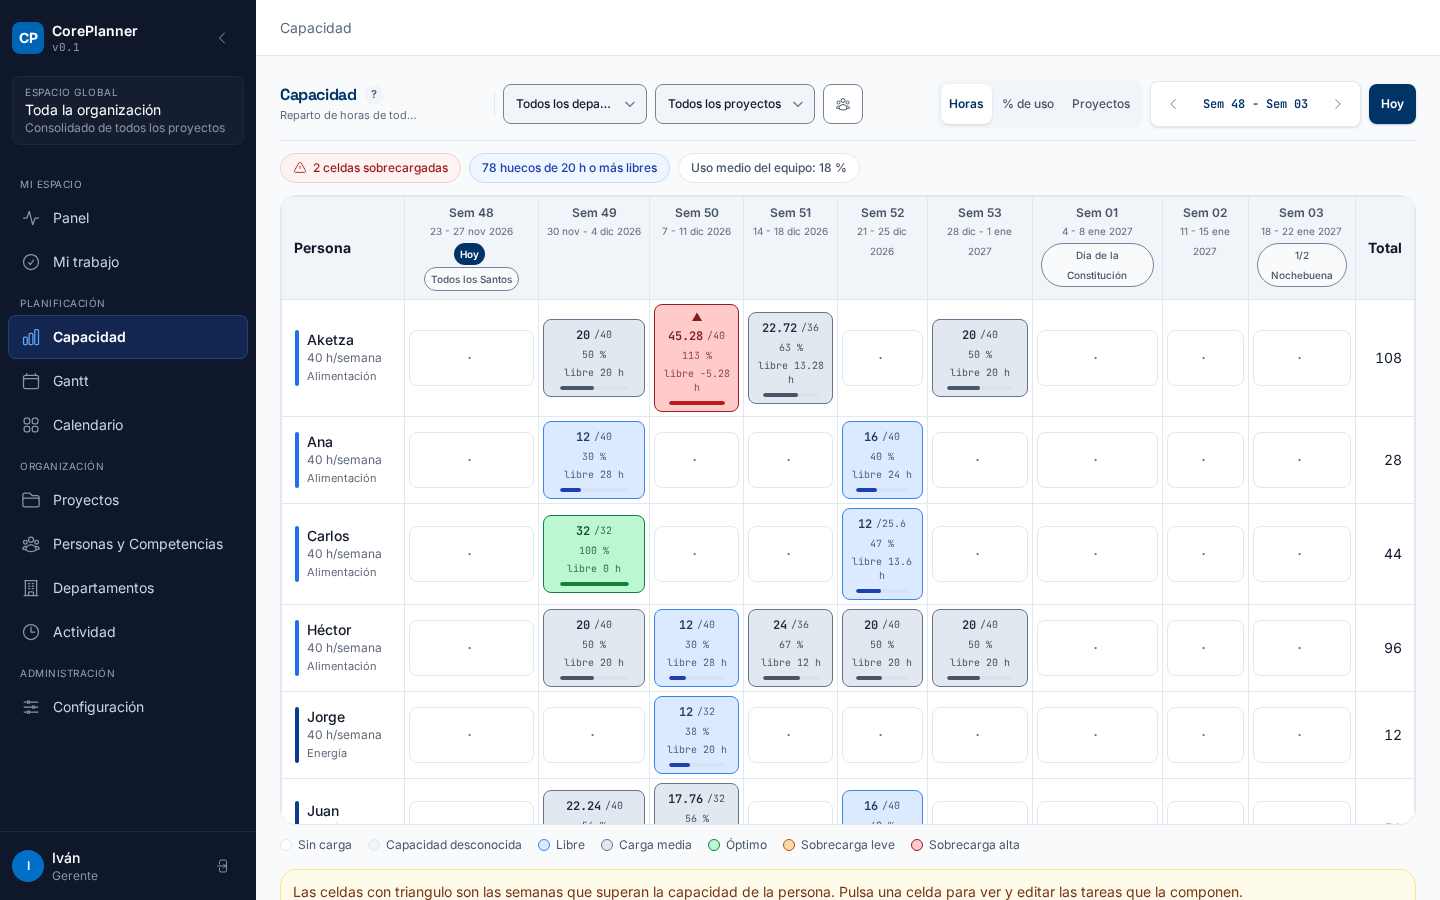 CP
CorePlanner
v0.1
ESPACIO GLOBAL
Toda la organización
Consolidado de todos los proyectos
MI ESPACIO
Panel
Mi trabajo
PLANIFICACIÓN
Capacidad
Gantt
Calendario
ORGANIZACIÓN
Proyectos
Personas y Competencias
Departamentos
Actividad
ADMINISTRACIÓN
Configuración
I
Iván
Gerente
Capacidad
Capacidad ?
Reparto de horas de tod...
Todos los depa...
Todos los proyectos
Horas
% de uso
Proyectos
Sem 48 - Sem 03
Hoy
2 celdas sobrecargadas
78 huecos de 20 h o más libres
Uso medio del equipo: 18 %
Persona
Sem 48
23 - 27 nov 2026
Hoy
Todos los Santos
Sem 49
30 nov - 4 dic 2026
Sem 50
7 - 11 dic 2026
Sem 51
14 - 18 dic 2026
Sem 52
21 - 25 dic
2026
Sem 53
28 dic - 1 ene
2027
Sem 01
4 - 8 ene 2027
Día de la
Constitución
Sem 02
11 - 15 ene
2027
Sem 03
18 - 22 ene 2027
1/2
Nochebuena
Total
Aketza
40 h/semana
Alimentación
·
20 /40
50 %
libre 20 h
▲
45.28 /40
113 %
libre -5.28
h
22.72 /36
63 %
libre 13.28
h
·
20 /40
50 %
libre 20 h
·
·
·
108
Ana
40 h/semana
Alimentación
·
12 /40
30 %
libre 28 h
·
·
16 /40
40 %
libre 24 h
·
·
·
·
28
Carlos
40 h/semana
Alimentación
·
32 /32
100 %
libre 0 h
·
·
12 /25.6
47 %
libre 13.6
h
·
·
·
·
44
Héctor
40 h/semana
Alimentación
·
20 /40
50 %
libre 20 h
12 /40
30 %
libre 28 h
24 /36
67 %
libre 12 h
20 /40
50 %
libre 20 h
20 /40
50 %
libre 20 h
·
·
·
96
Jorge
40 h/semana
Energía
·
·
12 /32
38 %
libre 20 h
·
·
·
·
·
·
12
Juan
22.24 /40
17.76 /32
56 %
16 /40
Sin carga
Capacidad desconocida
Libre
Carga media
Óptimo
Sobrecarga leve
Sobrecarga alta
Las celdas con triangulo son las semanas que superan la capacidad de la persona. Pulsa una celda para ver y editar las tareas que la componen.